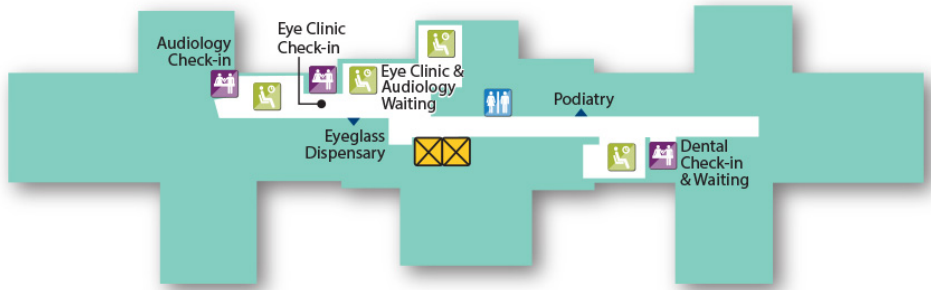 Audiology
Check-in
Eye Clinic
Check-in
Eye Clinic &
Audiology
Waiting
Eyeglass
Dispensary
Podiatry
Dental
Check-in
& Waiting